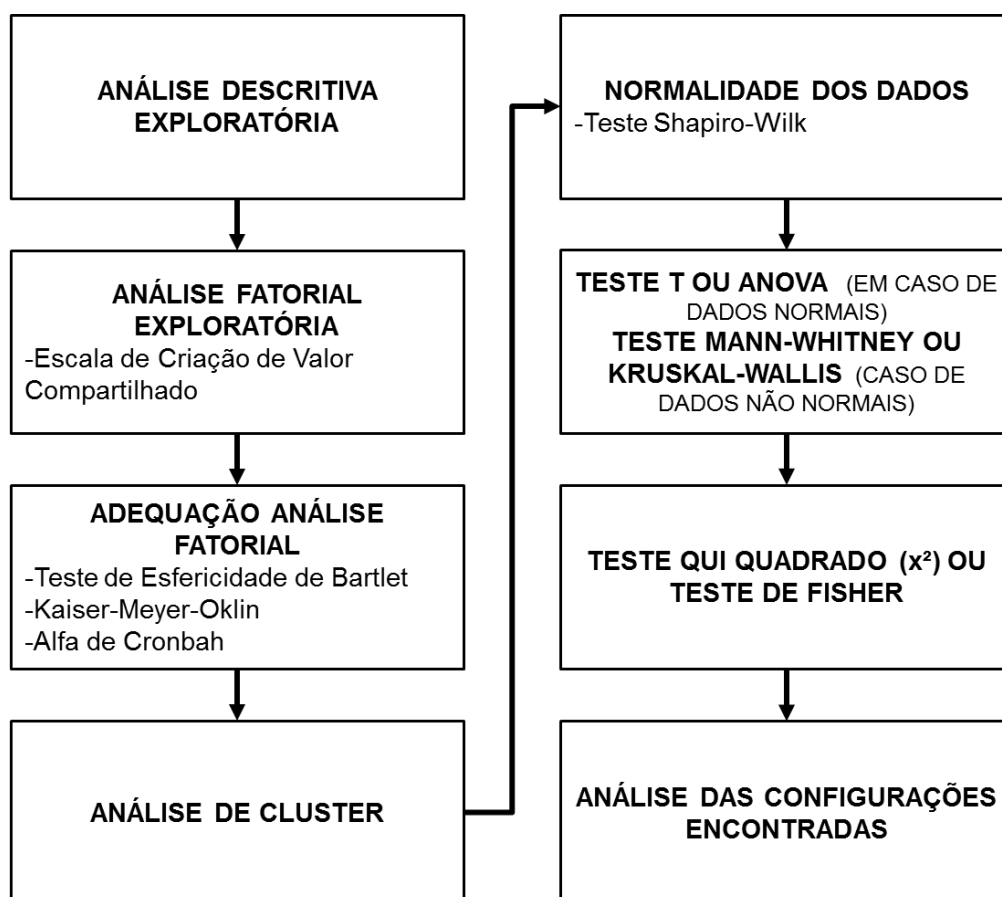 ANÁLISE DESCRITIVA
EXPLORATÓRIA
ANÁLISE FATORIAL
EXPLORATÓRIA
-Escala de Criação de Valor
Compartilhado
ADEQUAÇÃO ANÁLISE
FATORIAL
-Teste de Esfericidade de Bartlet
-Kaiser-Meyer-Oklin
-Alfa de Cronbah
ANÁLISE DE CLUSTER
NORMALIDADE DOS DADOS
-Teste Shapiro-Wilk
TESTE T OU ANOVA (EM CASO DE
DADOS NORMAIS)
TESTE MANN-WHITNEY OU
KRUSKAL-WALLIS (CASO DE
DADOS NÃO NORMAIS)
TESTE QUI QUADRADO (x²) OU
TESTE DE FISHER
ANÁLISE DAS CONFIGURAÇÕES
ENCONTRADAS